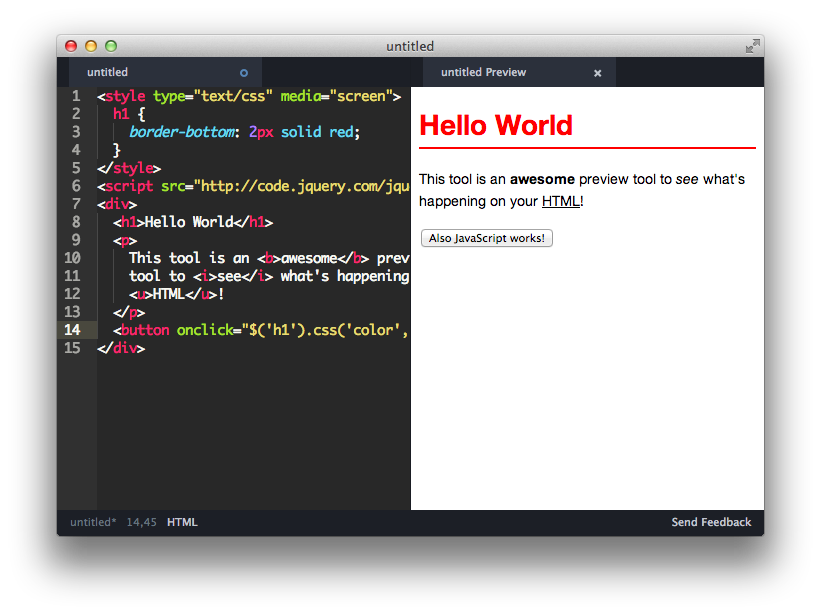 untitled
untitled
untitled Preview
1 <style type="text/css" media="screen">
2 h1 {
3 border-bottom: 2px solid red;
4 }
5 </style>
6 <script src="http://code.jquery.com/jqu
7 <div>
8 <h1>Hello World</h1>
9 <p>
10 This tool is an <b>awesome</b> prev
11 tool to <i>see</i> what's happening
12 <u>HTML</u>!
13 </p>
14 <button onclick="$('h1').css('color',
15 </div>
Hello World
This tool is an awesome preview tool to see what's
happening on your HTML!
Also JavaScript works!
untitled* 14,45 HTML
Send Feedback